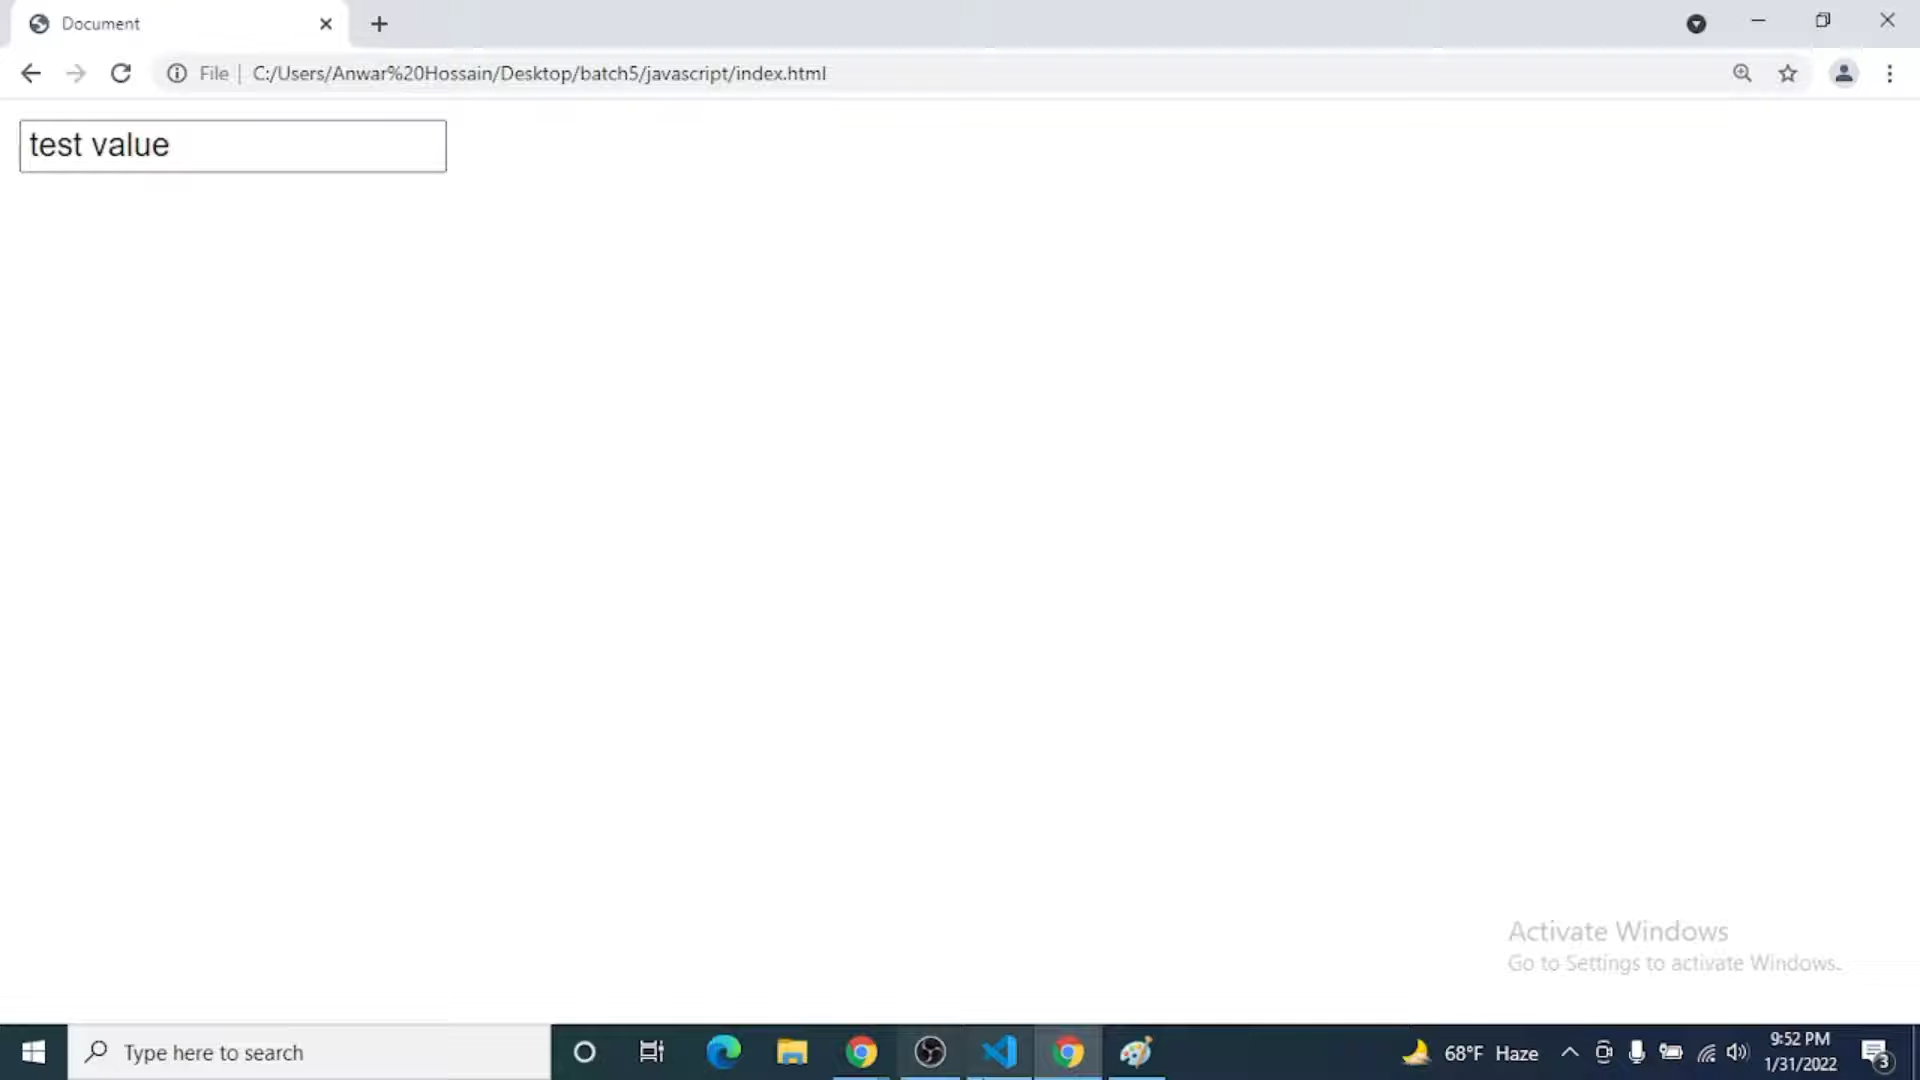 Document
File | C:/Users/Anwar%20Hossain/Desktop/batch5/javascript/index.html
test value
Activate Windows
Go to Settings to activate Windows.
Type here to search
68°F Haze
9:52 PM
1/31/2022
3